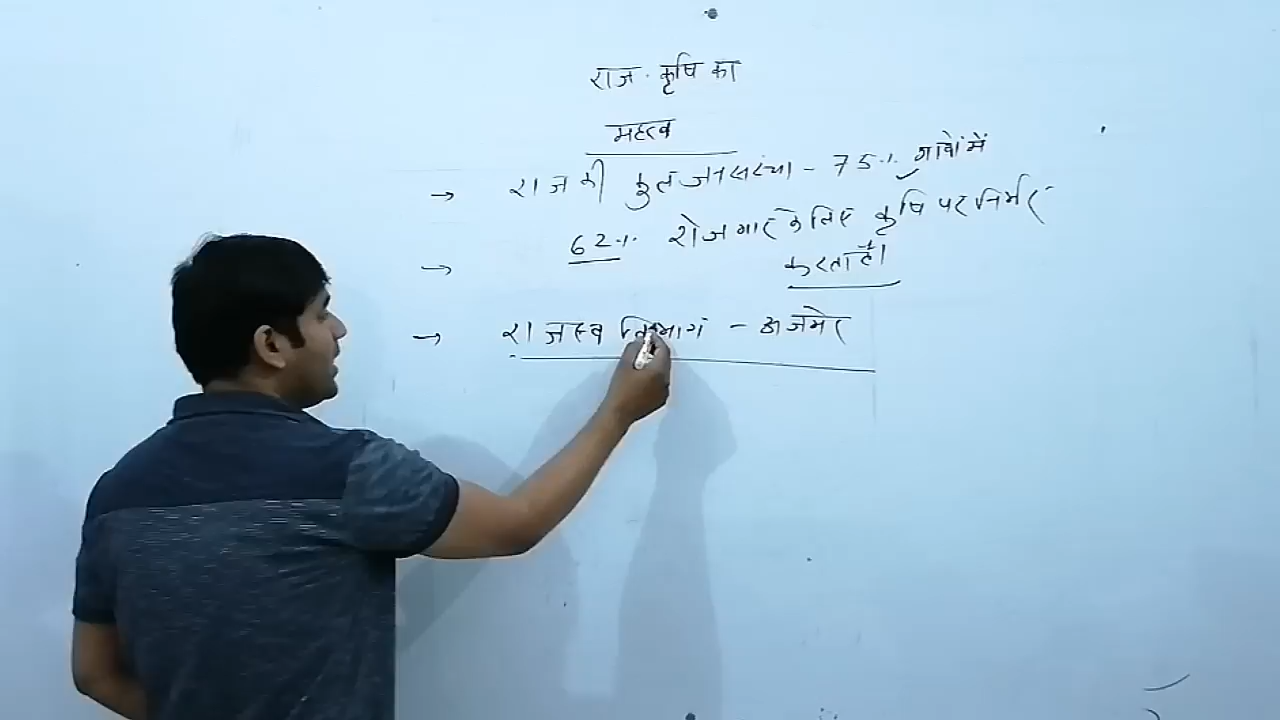 राज. कृषि का
महत्व
→ राज की कुल जनसंख्या - 75% गावों में
→ 62% रोजगार के लिए कृषि पर निर्भर
करता है।
→ राजस्व विभाग - अजमेर